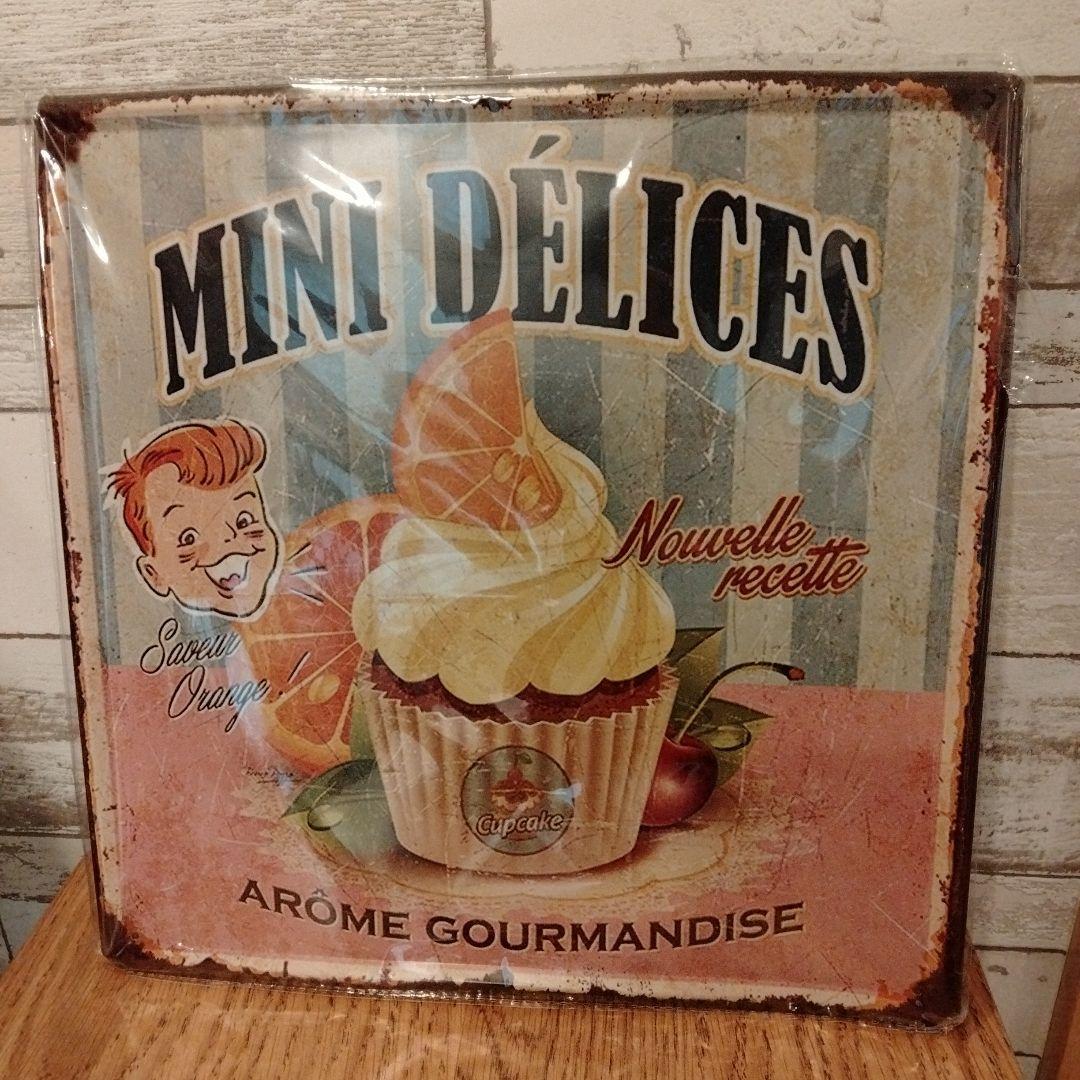 MINI DÉLICES
Nouvelle
recette
Saveur
Orange !
Cupcake
ARÔME GOURMANDISE